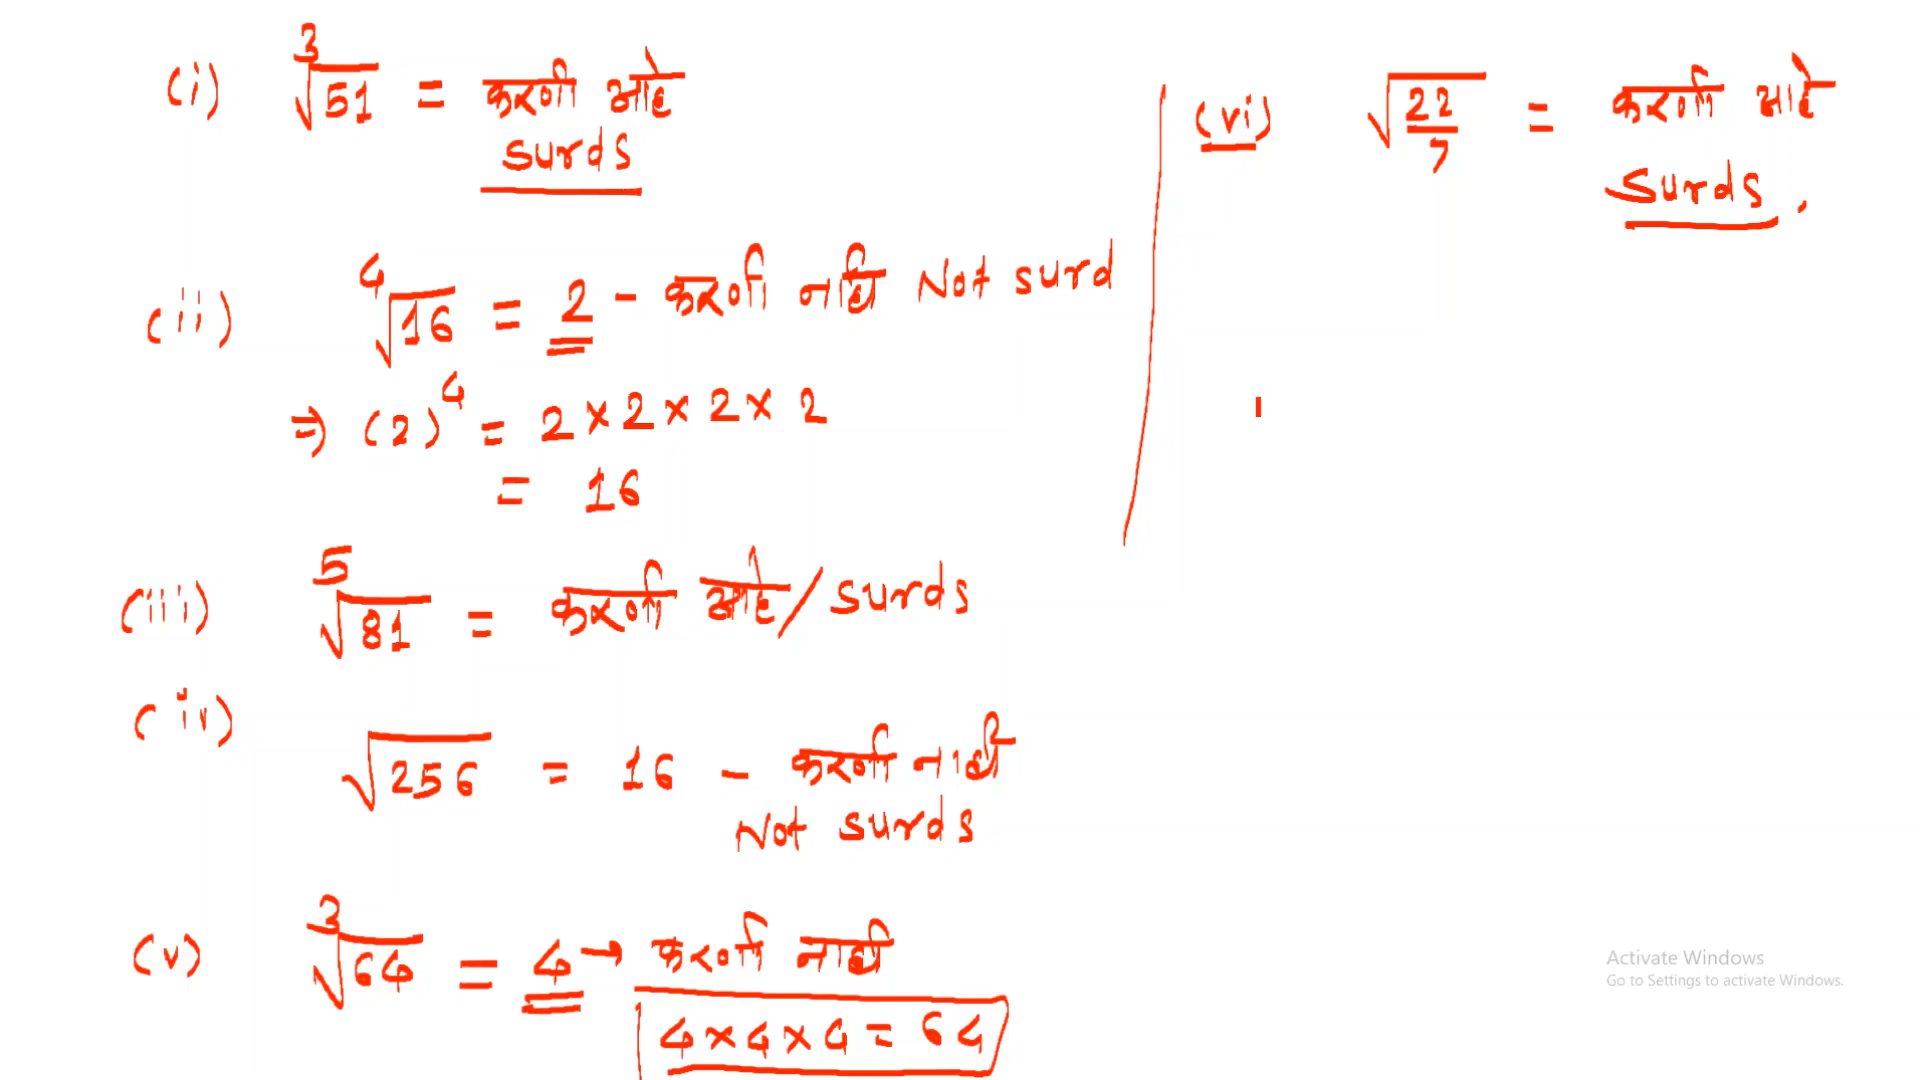 (i) ∛51 = करणी आहे
surds
(ii) ∜16 = 2 - करणी नाही Not surd
⇒ (2)⁴ = 2 × 2 × 2 × 2
= 16
(iii) ⁵√81 = करणी आहे / surds
(iv) √256 = 16 - करणी नाही
Not surds
(v) ³√64 = 4 → करणी नाही
4 × 4 × 4 = 64
(vi) √22/7 = करणी आहे
surds.
Activate Windows
Go to Settings to activate Windows.